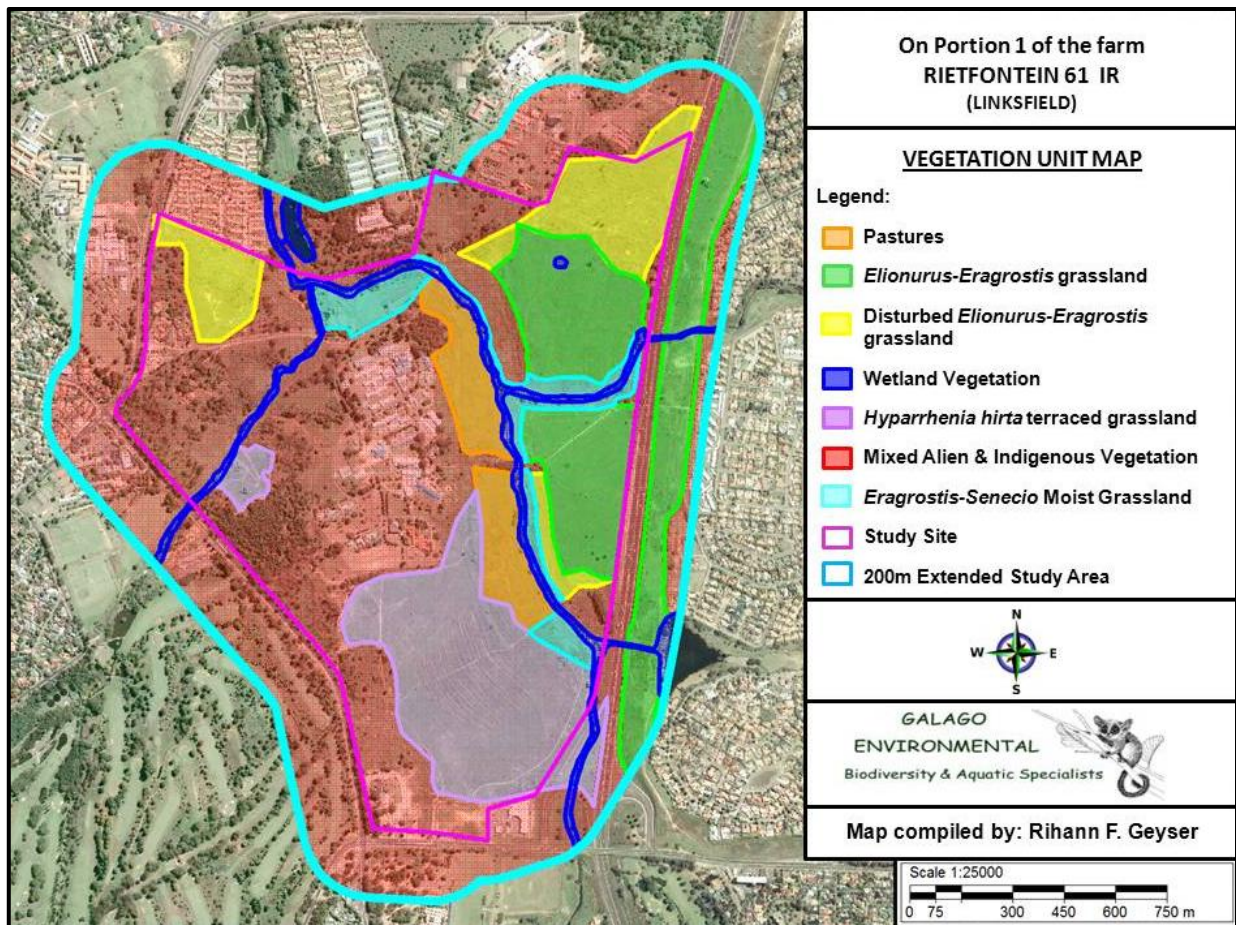 On Portion 1 of the farm
RIETFONTEIN 61 IR
(LINKSFIELD)
VEGETATION UNIT MAP
Legend:
Pastures
Elionurus-Eragrostis grassland
Disturbed Elionurus-Eragrostis
grassland
Wetland Vegetation
Hyparrhenia hirta terraced grassland
Mixed Alien & Indigenous Vegetation
Eragrostis-Senecio Moist Grassland
Study Site
200m Extended Study Area
N
W E
S
GALAGO
ENVIRONMENTAL
Biodiversity & Aquatic Specialists
Map compiled by: Rihann F. Geyser
Scale 1:25000
0 75 300 450 600 750 m